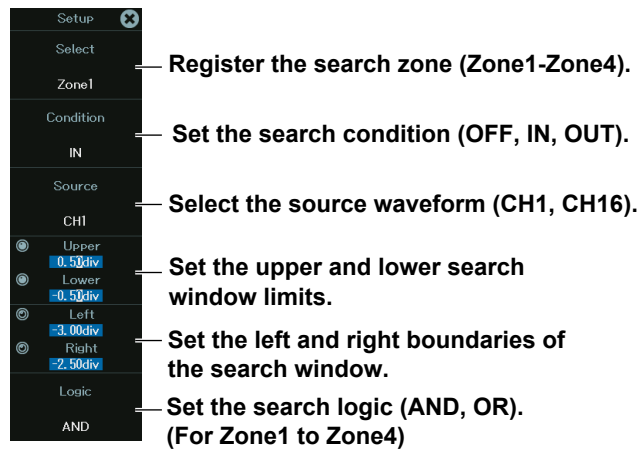 Setup
Select
Zone1
Register the search zone (Zone1-Zone4).
Condition
IN
Set the search condition (OFF, IN, OUT).
Source
CH1
Select the source waveform (CH1, CH16).
Upper
0.50div
Lower
-0.50div
Set the upper and lower search
window limits.
Left
-3.00div
Right
-2.50div
Set the left and right boundaries of
the search window.
Logic
AND
Set the search logic (AND, OR).
(For Zone1 to Zone4)